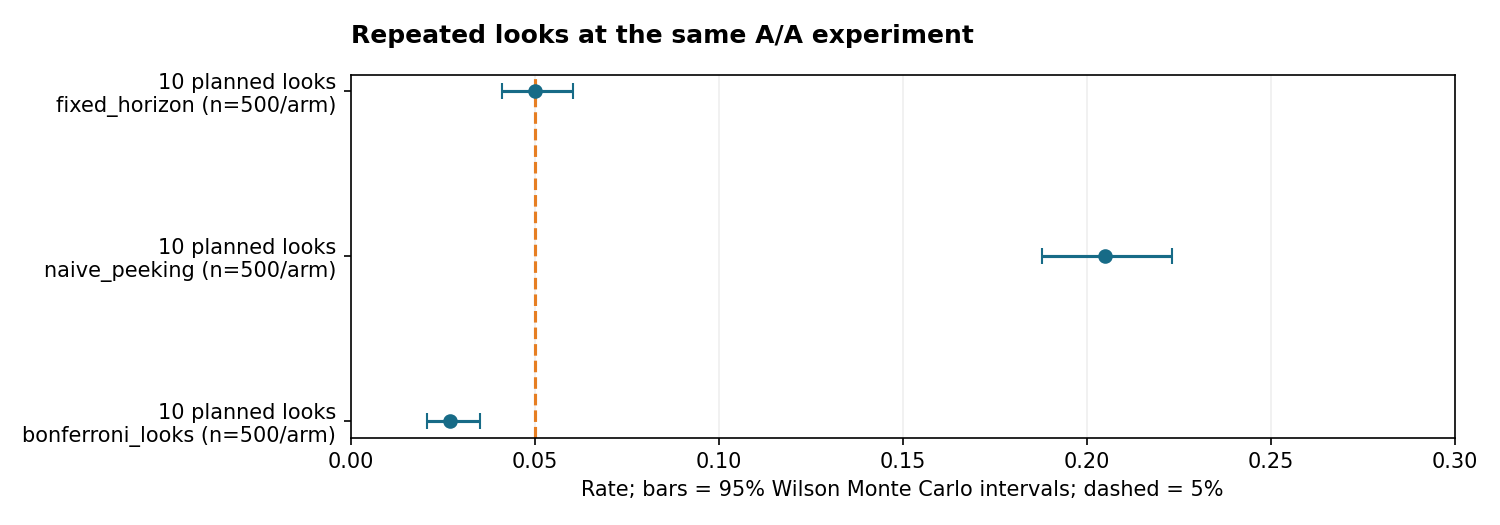 Repeated looks at the same A/A experiment
10 planned looks
fixed_horizon (n=500/arm)
10 planned looks
naive_peeking (n=500/arm)
10 planned looks
bonferroni_looks (n=500/arm)
0.00 0.05 0.10 0.15 0.20 0.25 0.30
Rate; bars = 95% Wilson Monte Carlo intervals; dashed = 5%